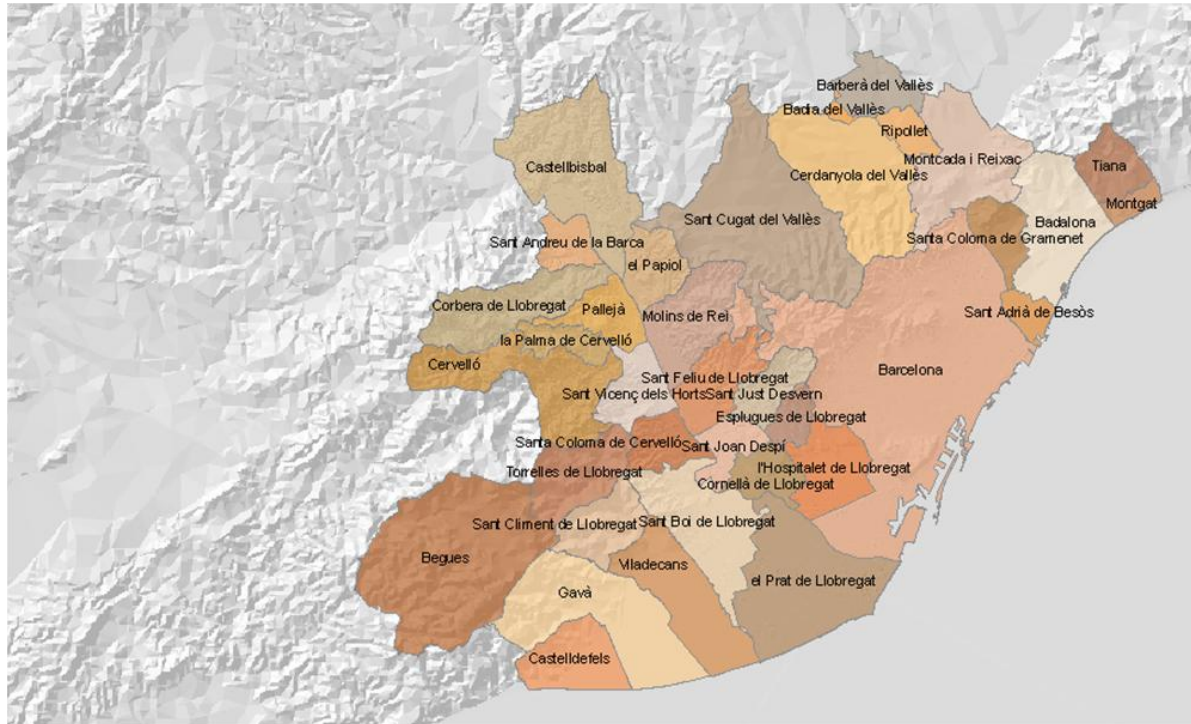 Barberà del Vallès
Badia del Vallès
Ripollet
Castellbisbal
Montcada i Reixac
Tiana
Cerdanyola del Vallès
Montgat
Sant Cugat del Vallès
Badalona
Sant Andreu de la Barca
Santa Coloma de Gramenet
el Papiol
Corbera de Llobregat
Pallejà
Molins de Rei
Sant Adrià de Besòs
la Palma de Cervelló
Cervelló
Barcelona
Sant Feliu de Llobregat
Sant Vicenç dels Horts
Sant Just Desvern
Esplugues de Llobregat
Santa Coloma de Cervelló
Sant Joan Despí
Torrelles de Llobregat
l'Hospitalet de Llobregat
Cornellà de Llobregat
Sant Climent de Llobregat
Sant Boi de Llobregat
Begues
Viladecans
el Prat de Llobregat
Gavà
Castelldefels